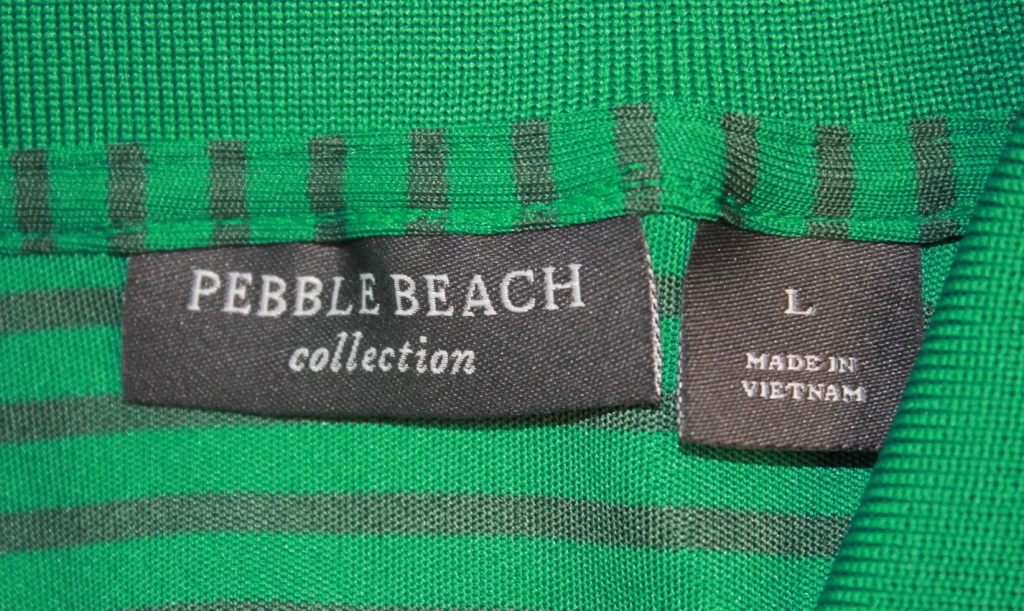 PEBBLE BEACH
collection
L
MADE IN
VIETNAM